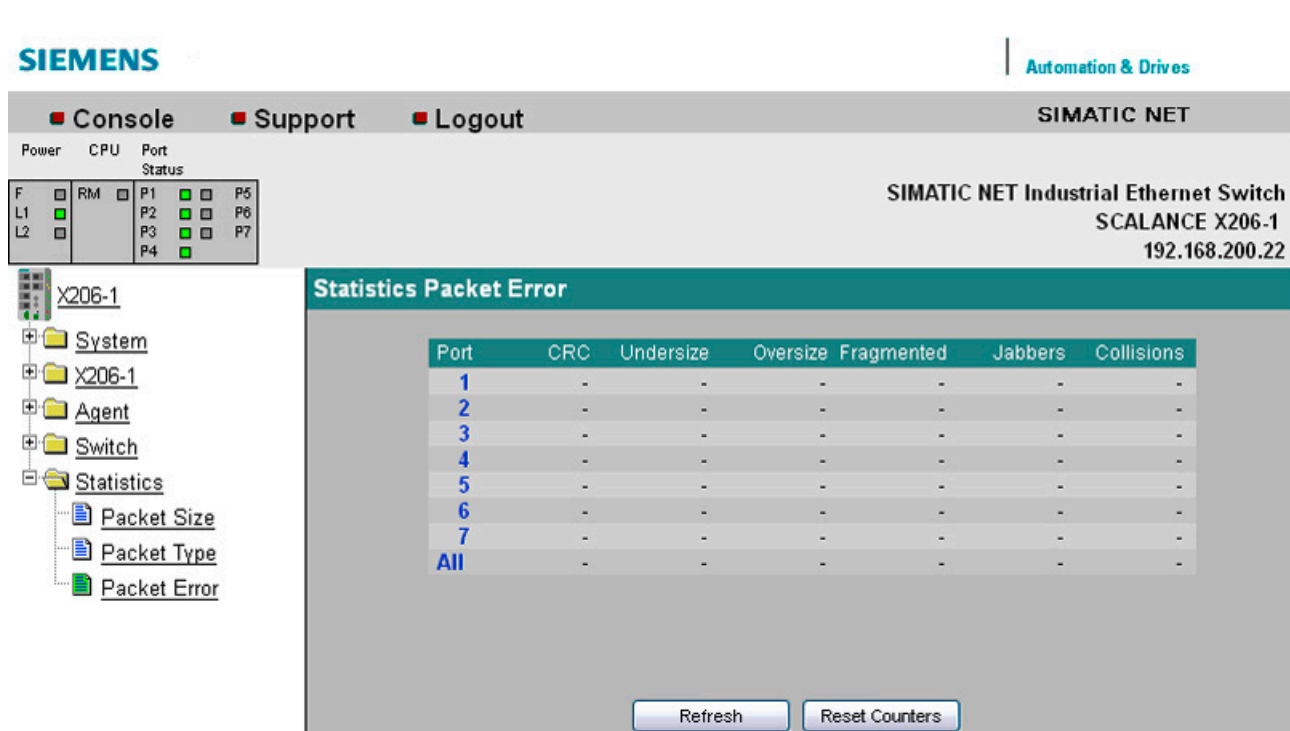 SIEMENS
Automation & Drives
Console Support Logout SIMATIC NET
Power CPU Port Status
F RM P1 P5
L1 P2 P6
L2 P3 P7
P4
SIMATIC NET Industrial Ethernet Switch
SCALANCE X206-1
192.168.200.22
X206-1
System
X206-1
Agent
Switch
Statistics
Packet Size
Packet Type
Packet Error
Statistics Packet Error
Port CRC Undersize Oversize Fragmented Jabbers Collisions
1 - - - - - -
2 - - - - - -
3 - - - - - -
4 - - - - - -
5 - - - - - -
6 - - - - - -
7 - - - - - -
All - - - - - -
Refresh Reset Counters